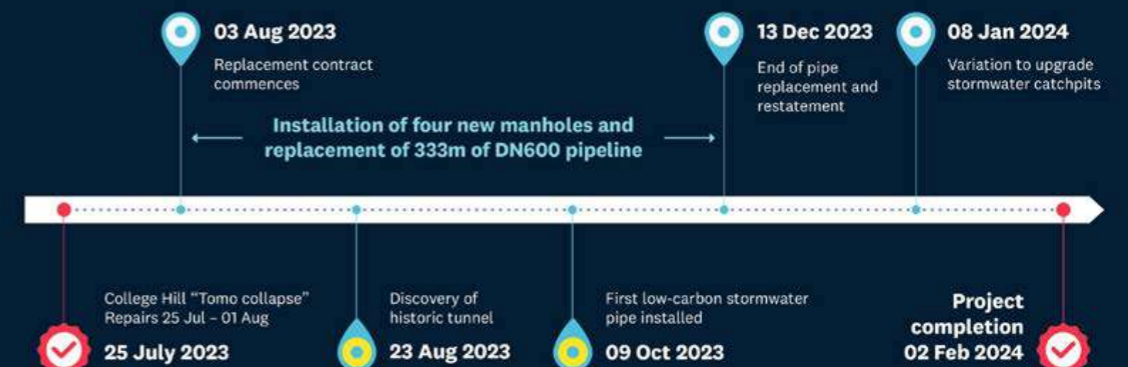 03 Aug 2023
Replacement contract
commences
13 Dec 2023
End of pipe
replacement and
restatement
08 Jan 2024
Variation to upgrade
stormwater catchpits
Installation of four new manholes and
replacement of 333m of DN600 pipeline
College Hill “Tomo collapse”
Repairs 25 Jul – 01 Aug
25 July 2023
Discovery of
historic tunnel
23 Aug 2023
First low-carbon stormwater
pipe installed
09 Oct 2023
Project
completion
02 Feb 2024